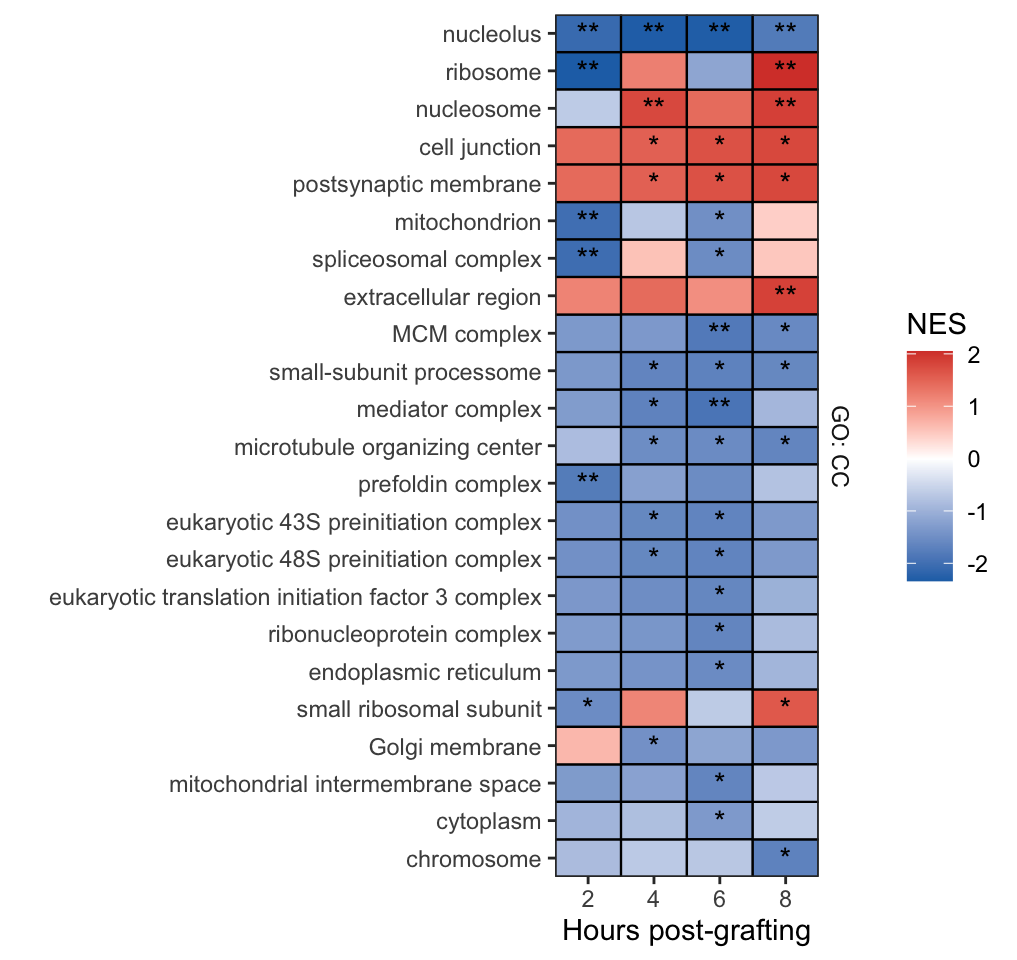 nucleolus ** ** ** **
ribosome ** **
nucleosome ** **
cell junction * * *
postsynaptic membrane * * *
mitochondrion ** *
spliceosomal complex ** *
extracellular region **
MCM complex ** *
small-subunit processome * * *
mediator complex * **
microtubule organizing center * * *
prefoldin complex **
eukaryotic 43S preinitiation complex * *
eukaryotic 48S preinitiation complex * *
eukaryotic translation initiation factor 3 complex *
ribonucleoprotein complex *
endoplasmic reticulum *
small ribosomal subunit * *
Golgi membrane *
mitochondrial intermembrane space *
cytoplasm *
chromosome *
2 4 6 8
Hours post-grafting
GO: CC
NES
2
1
0
-1
-2